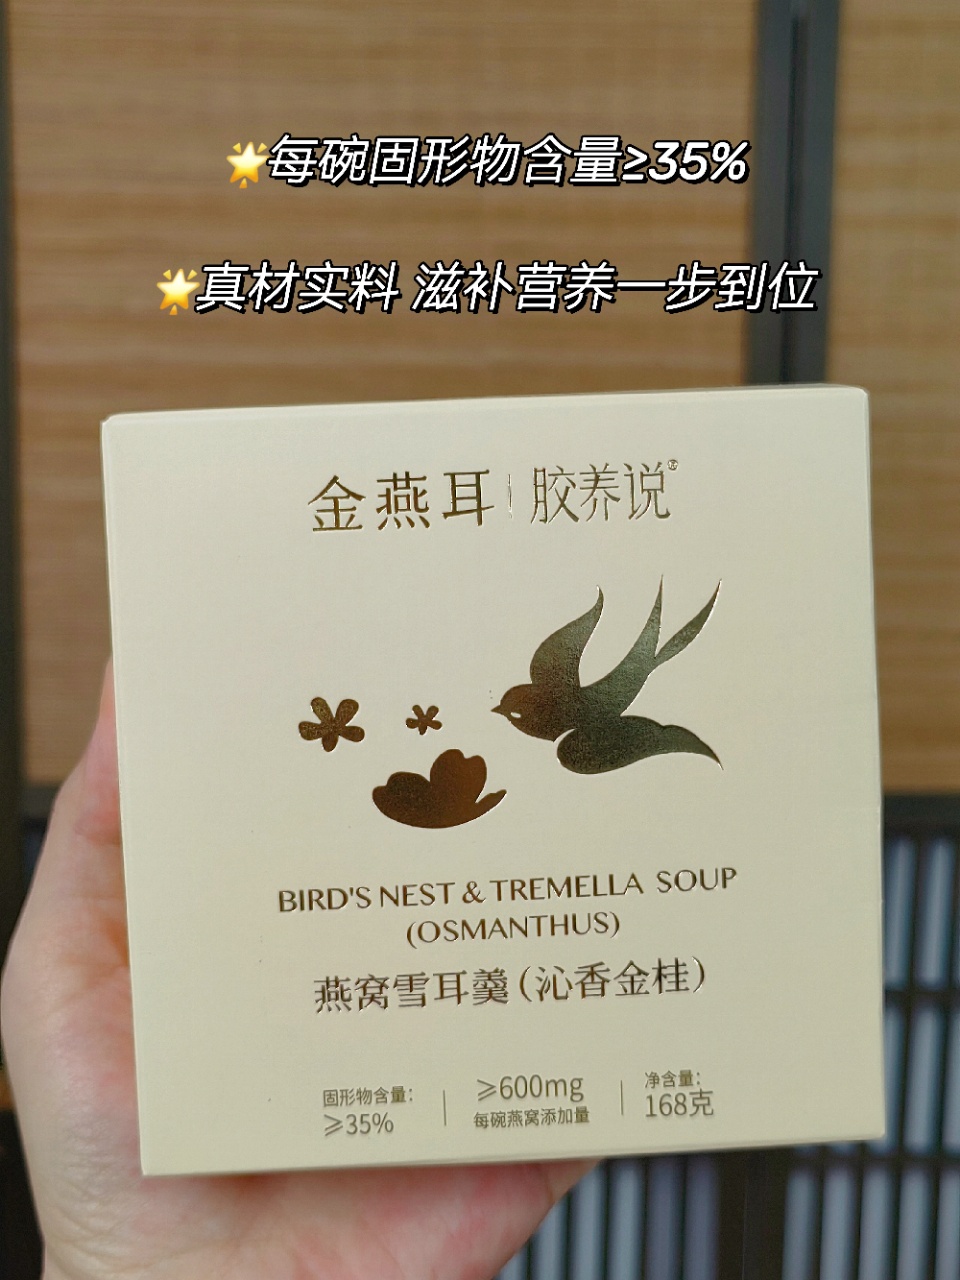 🌟每碗固形物含量≥35%
🌟真材实料 滋补营养一步到位
金燕耳|胶养说®
BIRD'S NEST & TREMELLA SOUP
(OSMANTHUS)
燕窝雪耳羹(沁香金桂)
固形物含量:
≥35%
≥600mg
每碗燕窝添加量
净含量:
168克